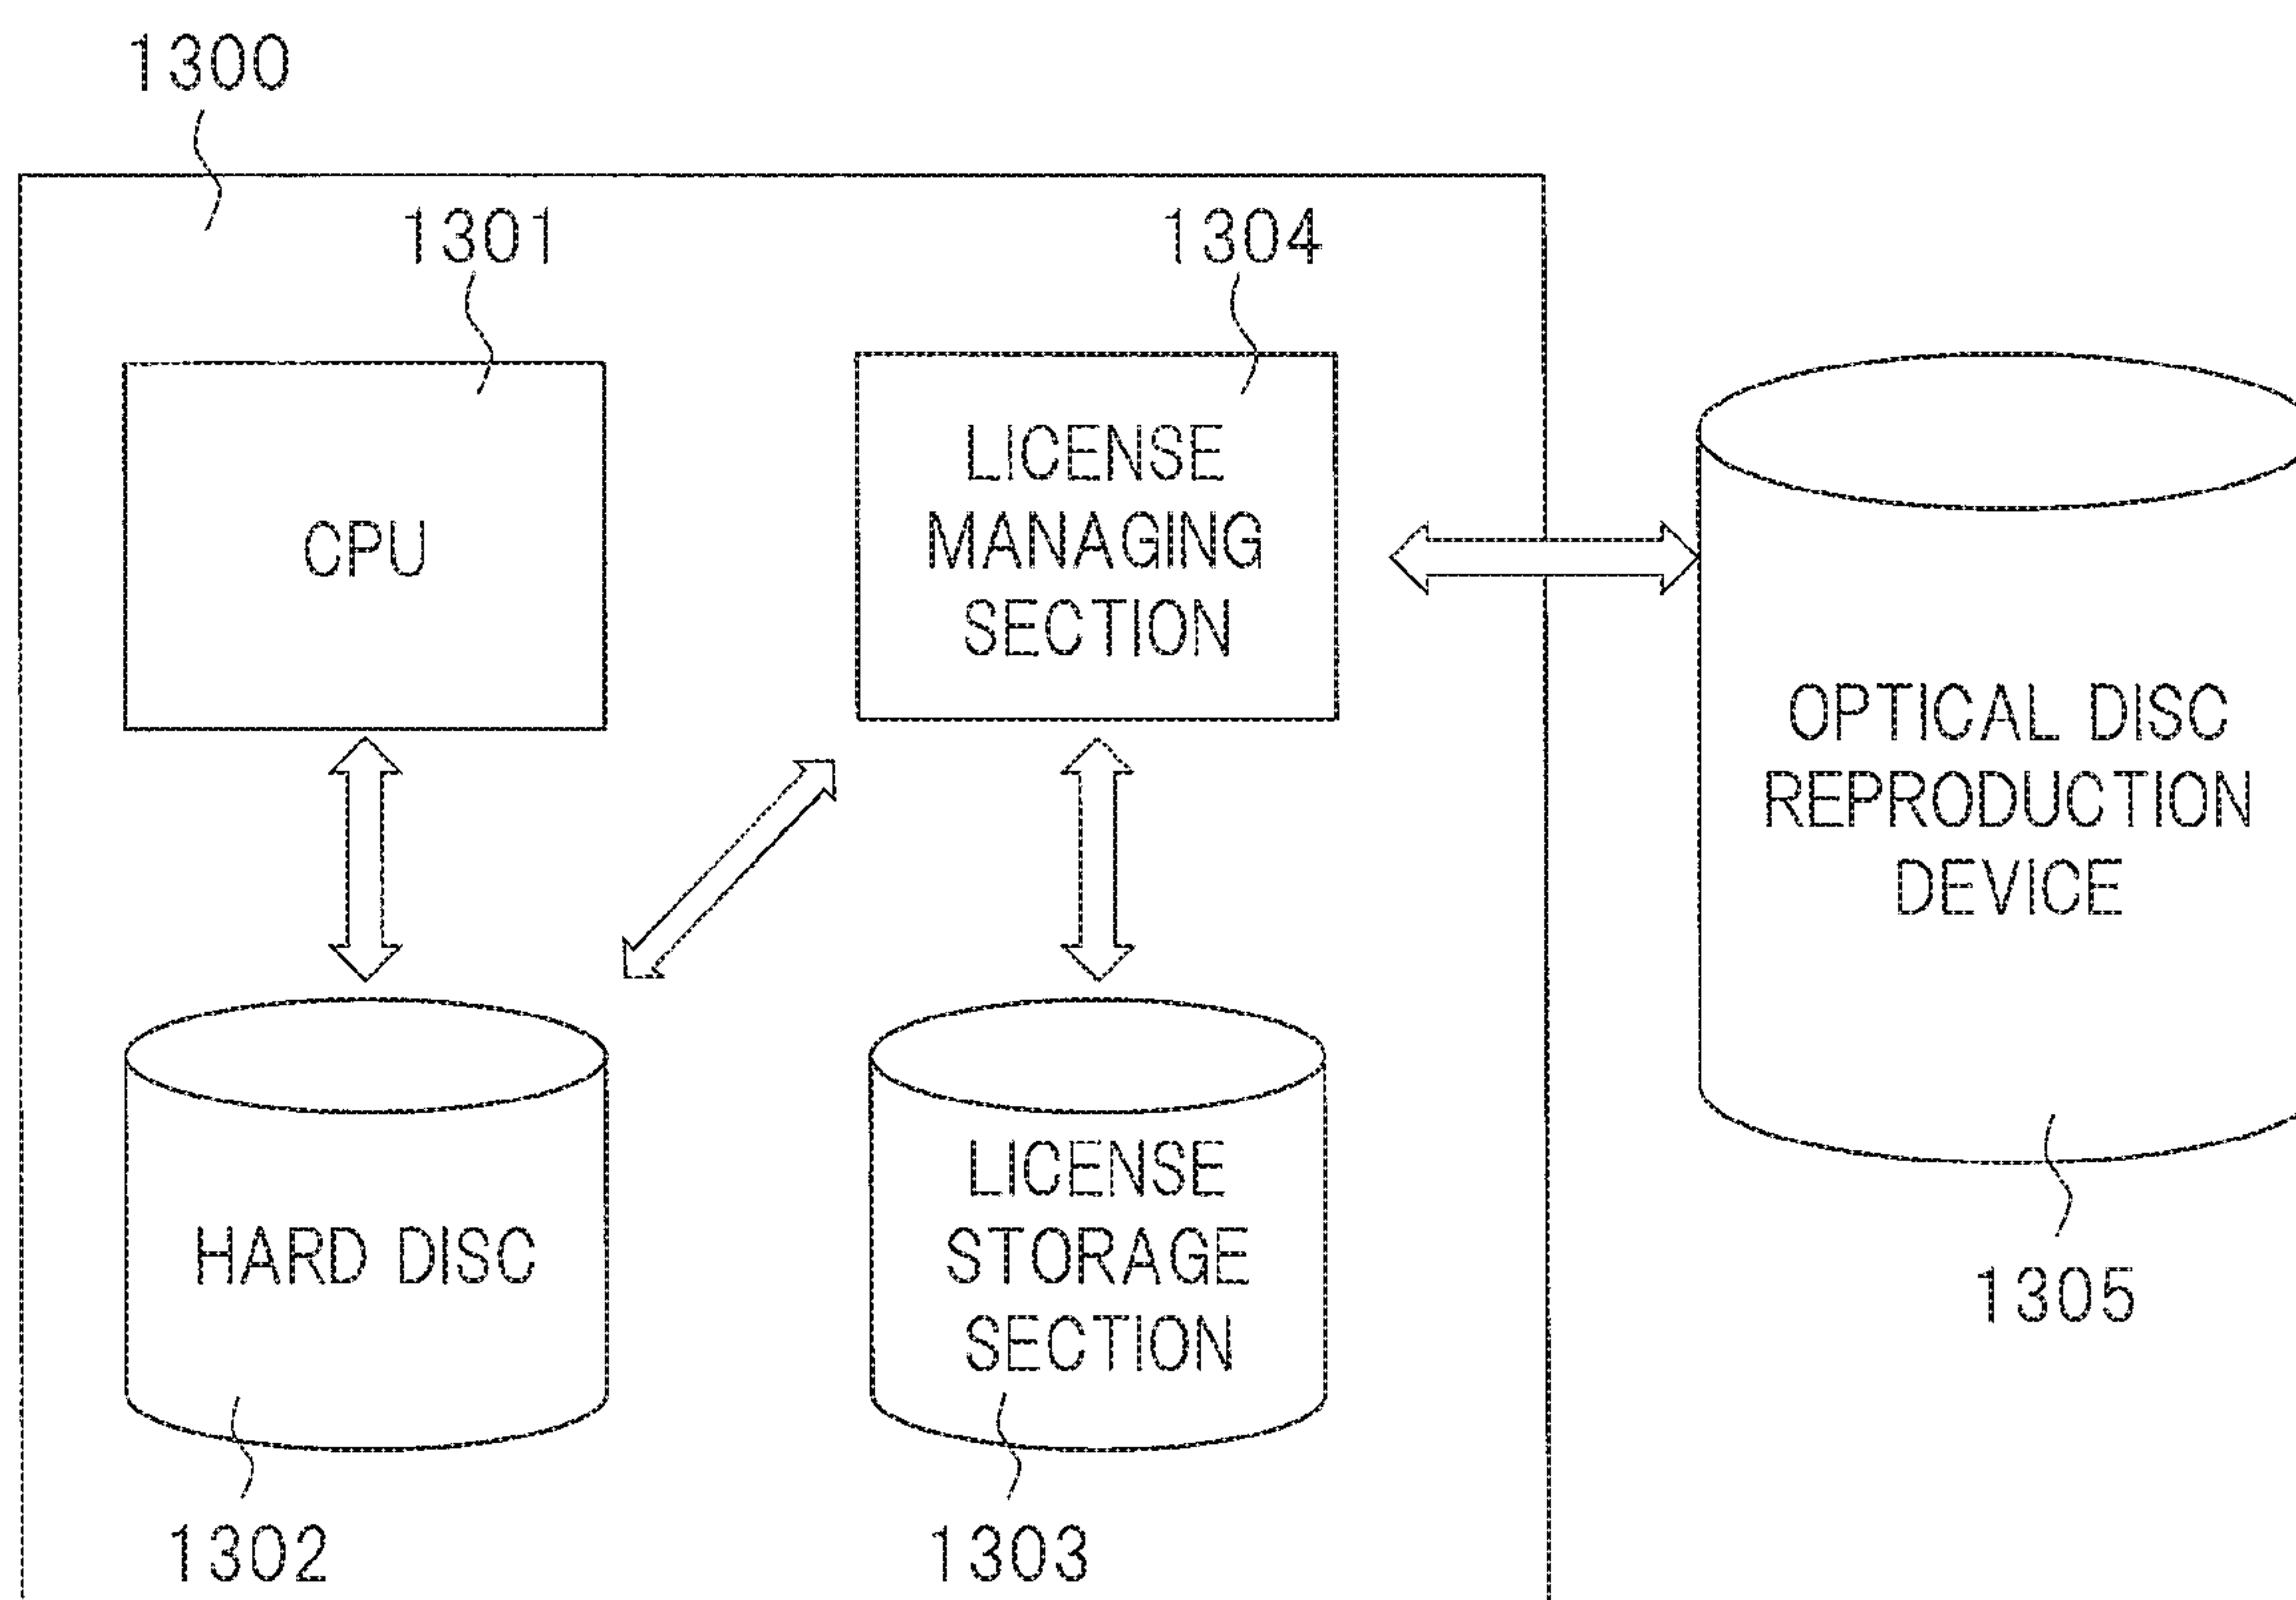 1300
1301
1304
CPU
LICENSE
MANAGING
SECTION
OPTICAL DISC
REPRODUCTION
DEVICE
HARD DISC
LICENSE
STORAGE
SECTION
1305
1302
1303